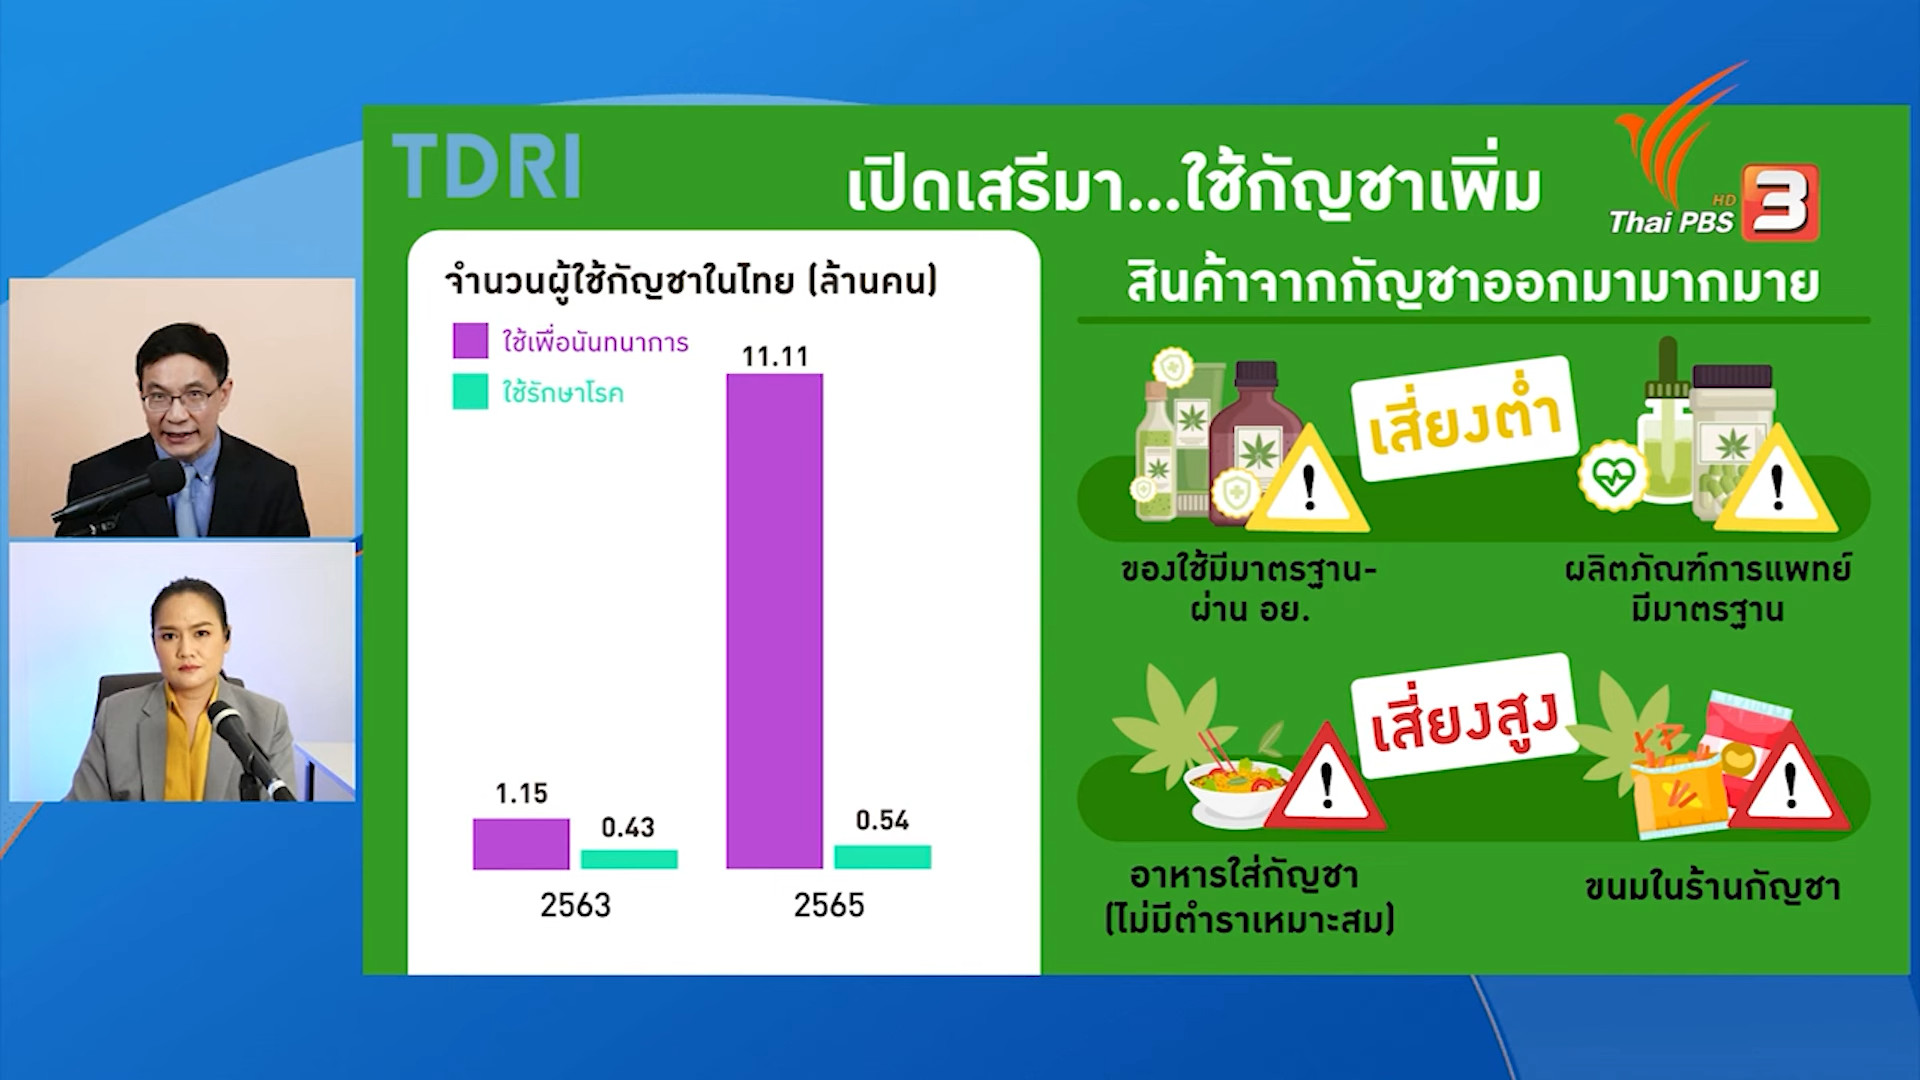 TDRI
เปิดเสรีมา...ใช้กัญชาเพิ่ม
HD
Thai PBS 3
จำนวนผู้ใช้กัญชาในไทย (ล้านคน)
ใช้เพื่อนันทนาการ
ใช้รักษาโรค
11.11
1.15
0.43
0.54
2563
2565
สินค้าจากกัญชาออกมามากมาย
เสี่ยงต่ำ
ของใช้มีมาตรฐาน-
ผ่าน อย.
ผลิตภัณฑ์การแพทย์
มีมาตรฐาน
เสี่ยงสูง
อาหารใส่กัญชา
(ไม่มีตำราเหมาะสม)
ขนมในร้านกัญชา